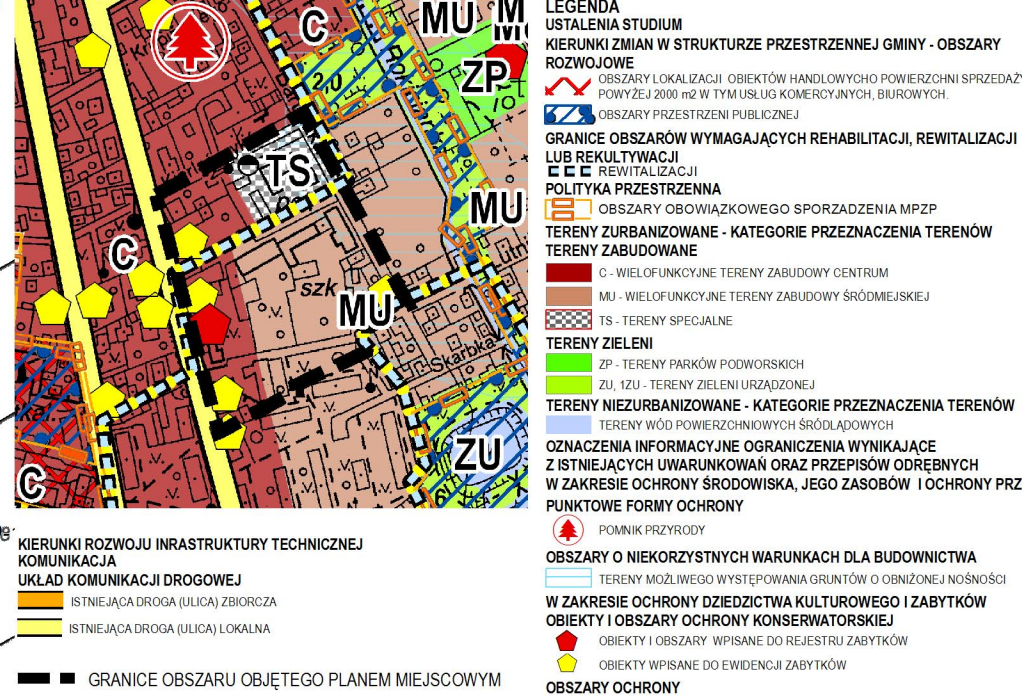 C
MU
ZP
TS
MU
C
szk
MU
Skarbka
ZU
C
KIERUNKI ROZWOJU INRASTRUKTURY TECHNICZNEJ
KOMUNIKACJA
UKŁAD KOMUNIKACJI DROGOWEJ
ISTNIEJĄCA DROGA (ULICA) ZBIORCZA
ISTNIEJĄCA DROGA (ULICA) LOKALNA
GRANICE OBSZARU OBJĘTEGO PLANEM MIEJSCOWYM
LEGENDA
USTALENIA STUDIUM
KIERUNKI ZMIAN W STRUKTURZE PRZESTRZENNEJ GMINY - OBSZARY
ROZWOJOWE
OBSZARY LOKALIZACJI OBIEKTÓW HANDLOWYCHO POWIERZCHNI SPRZEDAŻY
POWYŻEJ 2000 m2 W TYM USŁUG KOMERCYJNYCH, BIUROWYCH.
OBSZARY PRZESTRZENI PUBLICZNEJ
GRANICE OBSZARÓW WYMAGAJĄCYCH REHABILITACJI, REWITALIZACJI
LUB REKULTYWACJI
REWITALIZACJI
POLITYKA PRZESTRZENNA
OBSZARY OBOWIĄZKOWEGO SPORZADZENIA MPZP
TERENY ZURBANIZOWANE - KATEGORIE PRZEZNACZENIA TERENÓW
TERENY ZABUDOWANE
C - WIELOFUNKCYJNE TERENY ZABUDOWY CENTRUM
MU - WIELOFUNKCYJNE TERENY ZABUDOWY ŚRÓDMIEJSKIEJ
TS - TERENY SPECJALNE
TERENY ZIELENI
ZP - TERENY PARKÓW PODWORSKICH
ZU, 1ZU - TERENY ZIELENI URZĄDZONEJ
TERENY NIEZURBANIZOWANE - KATEGORIE PRZEZNACZENIA TERENÓW
TERENY WÓD POWIERZCHNIOWYCH ŚRÓDLĄDOWYCH
OZNACZENIA INFORMACYJNE OGRANICZENIA WYNIKAJĄCE
Z ISTNIEJĄCYCH UWARUNKOWAŃ ORAZ PRZEPISÓW ODRĘBNYCH
W ZAKRESIE OCHRONY ŚRODOWISKA, JEGO ZASOBÓW I OCHRONY PRZ
PUNKTOWE FORMY OCHRONY
POMNIK PRZYRODY
OBSZARY O NIEKORZYSTNYCH WARUNKACH DLA BUDOWNICTWA
TERENY MOŻLIWEGO WYSTĘPOWANIA GRUNTÓW O OBNIŻONEJ NOŚNOŚCI
W ZAKRESIE OCHRONY DZIEDZICTWA KULTUROWEGO I ZABYTKÓW
OBIEKTY I OBSZARY OCHRONY KONSERWATORSKIEJ
OBIEKTY I OBSZARY WPISANE DO REJESTRU ZABYTKÓW
OBIEKTY WPISANE DO EWIDENCJI ZABYTKÓW
OBSZARY OCHRONY